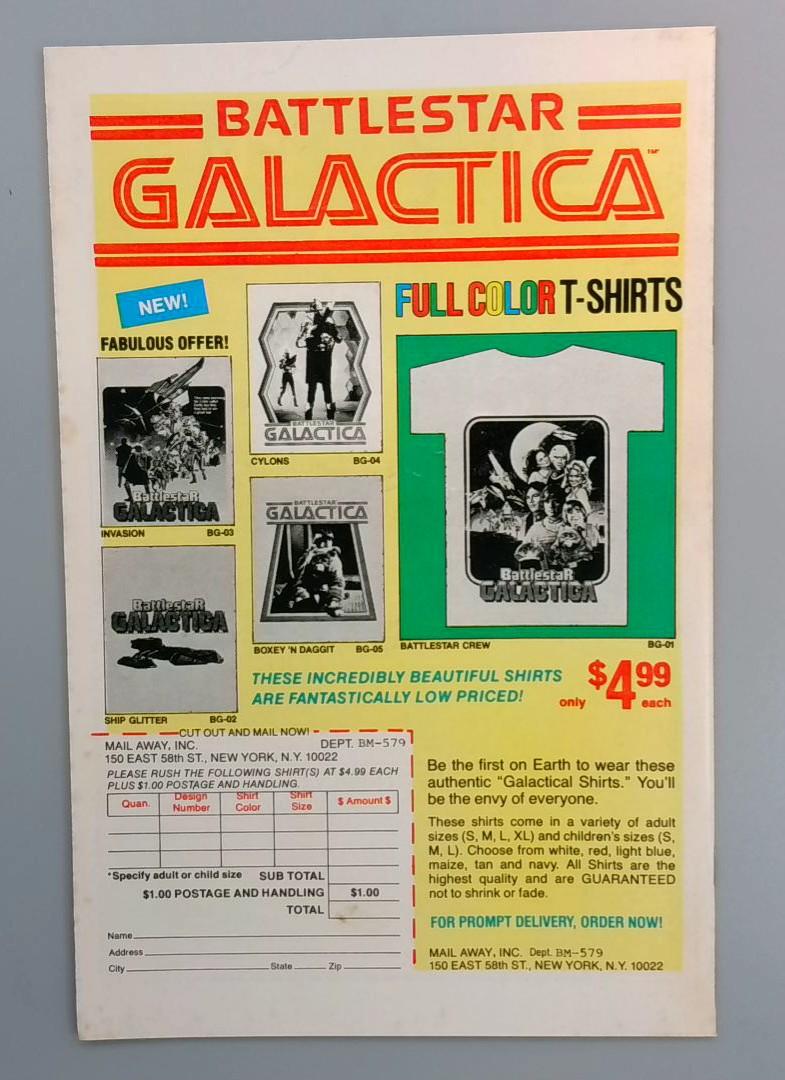 BATTLESTAR
GALACTICA™
NEW!
FABULOUS OFFER!
BattlestaR
GALACTICA
INVASION BG-03
BattlestaR
GALACTICA
SHIP GLITTER BG-02
BATTLESTAR
GALACTICA
CYLONS BG-04
BATTLESTAR
GALACTICA
BOXEY 'N DAGGIT BG-05
FULL COLOR T-SHIRTS
BattlestaR
GALACTICA
BATTLESTAR CREW BG-01
THESE INCREDIBLY BEAUTIFUL SHIRTS
ARE FANTASTICALLY LOW PRICED!
only $4.99 each
CUT OUT AND MAIL NOW!
MAIL AWAY, INC. DEPT. BM-579
150 EAST 58th ST., NEW YORK, N.Y. 10022
PLEASE RUSH THE FOLLOWING SHIRT(S) AT $4.99 EACH
PLUS $1.00 POSTAGE AND HANDLING.
Quan. Design Number Shirt Color Shirt Size $ Amount $
*Specify adult or child size SUB TOTAL
$1.00 POSTAGE AND HANDLING $1.00
TOTAL
Name
Address
City State Zip
Be the first on Earth to wear these
authentic "Galactical Shirts." You'll
be the envy of everyone.
These shirts come in a variety of adult
sizes (S, M, L, XL) and children's sizes (S,
M, L). Choose from white, red, light blue,
maize, tan and navy. All Shirts are the
highest quality and are GUARANTEED
not to shrink or fade.
FOR PROMPT DELIVERY, ORDER NOW!
MAIL AWAY, INC. Dept. BM-579
150 EAST 58th ST., NEW YORK, N.Y. 10022